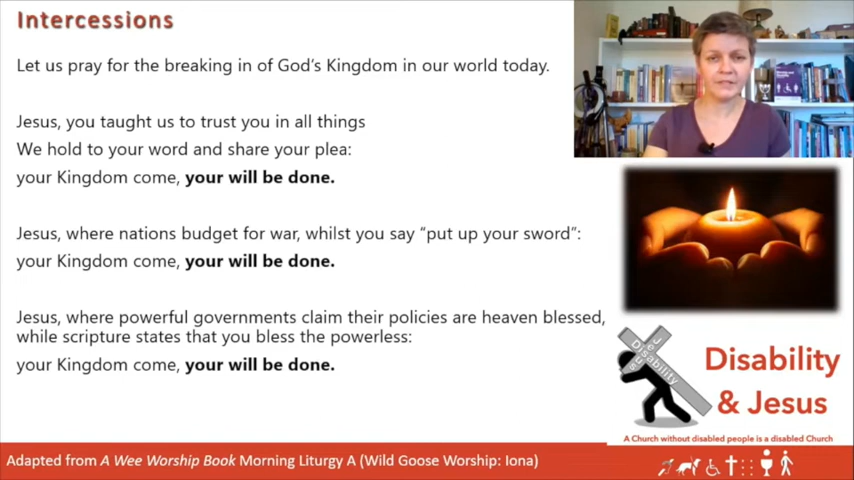 Intercessions
Let us pray for the breaking in of God's Kingdom in our world today.
Jesus, you taught us to trust you in all things
We hold to your word and share your plea:
your Kingdom come, your will be done.
Jesus, where nations budget for war, whilst you say “put up your sword”:
your Kingdom come, your will be done.
Jesus, where powerful governments claim their policies are heaven blessed,
while scripture states that you bless the powerless:
your Kingdom come, your will be done.
Disability
Jesus
Disability
& Jesus
A Church without disabled people is a disabled Church
Adapted from A Wee Worship Book Morning Liturgy A (Wild Goose Worship: Iona)